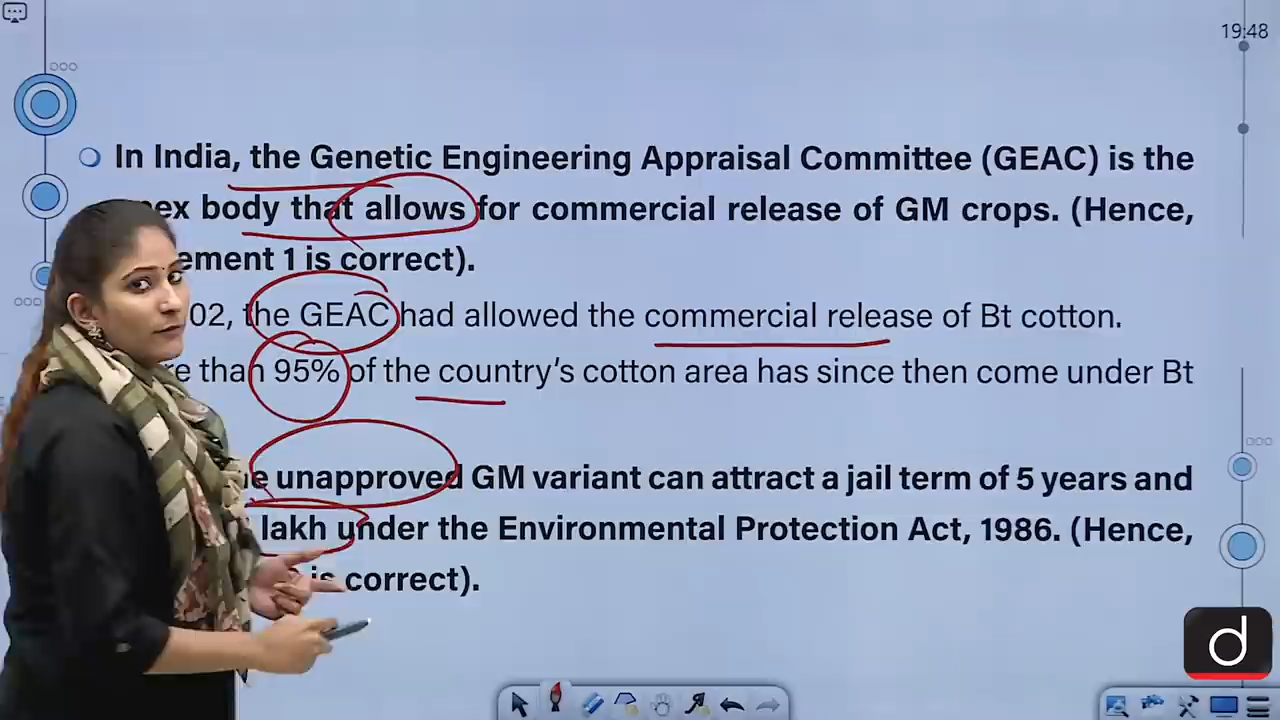 19:48
In India, the Genetic Engineering Appraisal Committee (GEAC) is the
body that allows for commercial release of GM crops. (Hence,
1 is correct).
the GEAC had allowed the commercial release of Bt cotton.
than 95% of the country's cotton area has since then come under Bt
unapproved GM variant can attract a jail term of 5 years and
lakh under the Environmental Protection Act, 1986. (Hence,
is correct).
d